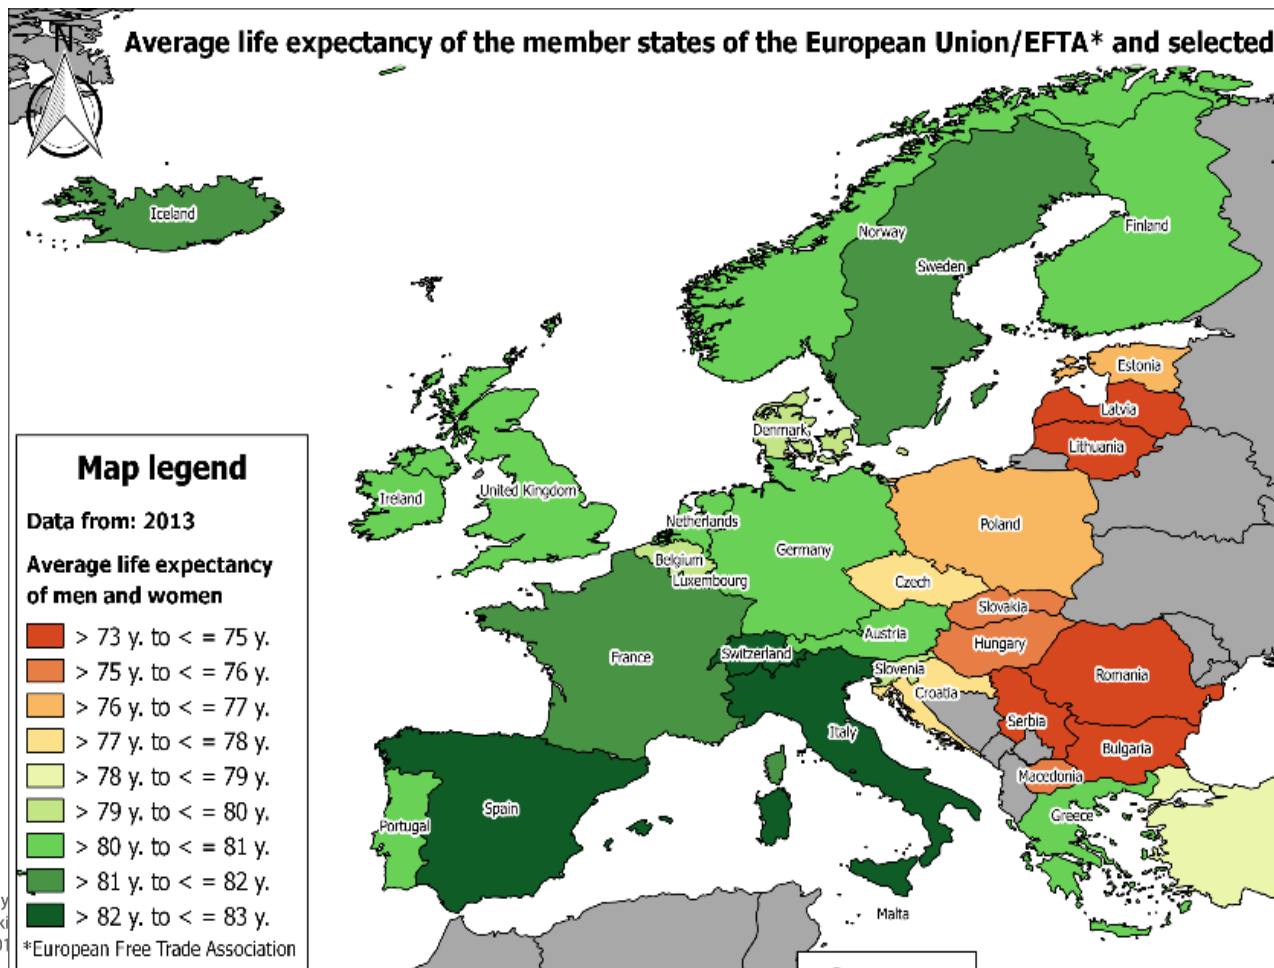 N
Average life expectancy of the member states of the European Union/EFTA* and selected
Iceland
Norway
Finland
Sweden
Estonia
Latvia
Lithuania
Denmark
Ireland
United Kingdom
Netherlands
Belgium
Luxembourg
Germany
Poland
Czech
Slovakia
Austria
Hungary
France
Switzerland
Slovenia
Croatia
Romania
Italy
Serbia
Bulgaria
Macedonia
Spain
Portugal
Greece
Malta
Map legend
Data from: 2013
Average life expectancy
of men and women
> 73 y. to < = 75 y.
> 75 y. to < = 76 y.
> 76 y. to < = 77 y.
> 77 y. to < = 78 y.
> 78 y. to < = 79 y.
> 79 y. to < = 80 y.
> 80 y. to < = 81 y.
> 81 y. to < = 82 y.
> 82 y. to < = 83 y.
*European Free Trade Association